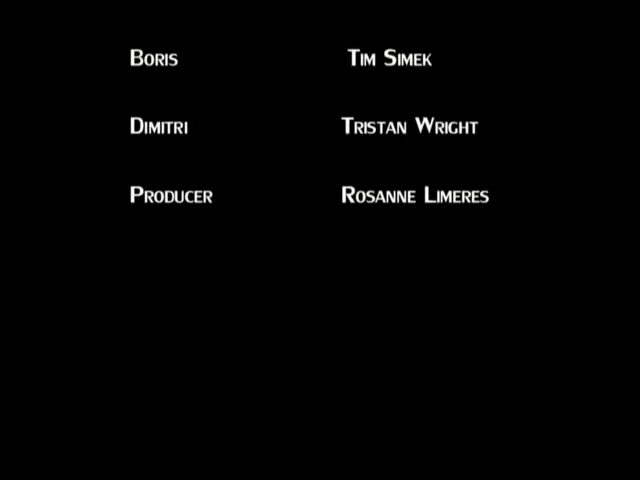 Boris Tim Simek
Dimitri Tristan Wright
Producer Rosanne Limeres